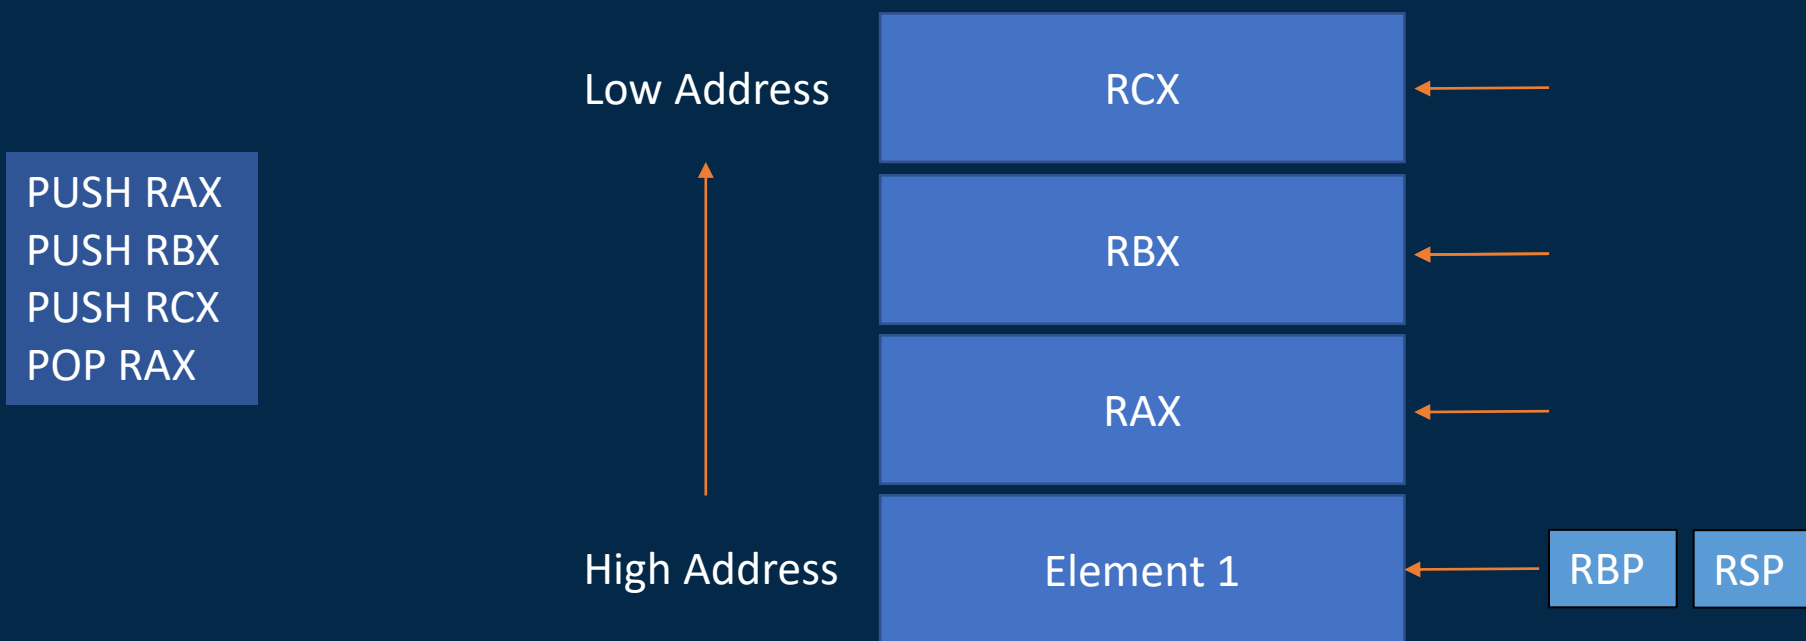 PUSH RAX
PUSH RBX
PUSH RCX
POP RAX
Low Address
High Address
RCX
RBX
RAX
Element 1
RBP
RSP